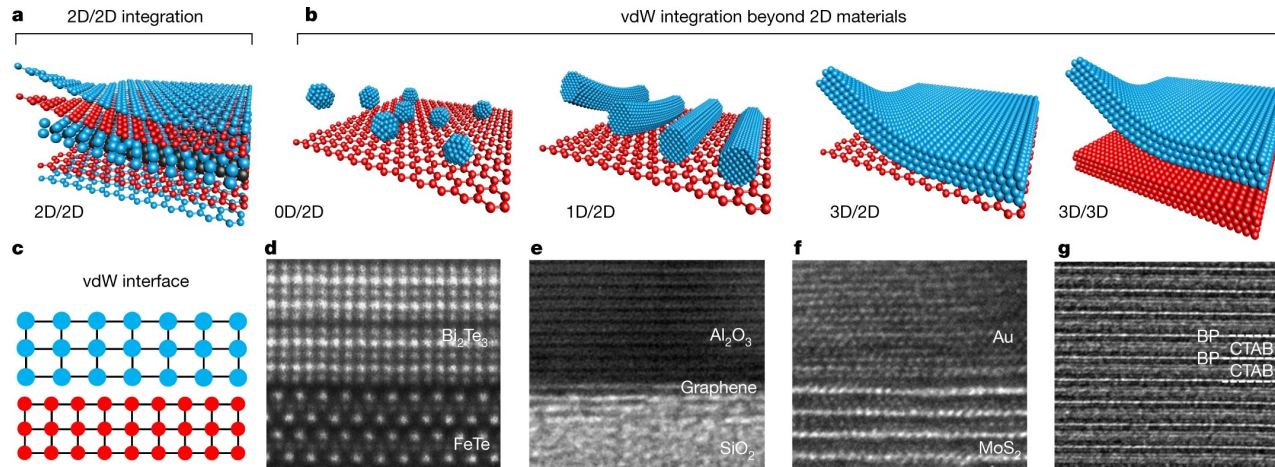 a
2D/2D integration
b
vdW integration beyond 2D materials
2D/2D
0D/2D
1D/2D
3D/2D
3D/3D
c
vdW interface
d
Bi₂Te₃
FeTe
e
Al₂O₃
Graphene
SiO₂
f
Au
MoS₂
g
BP
CTAB
BP
CTAB